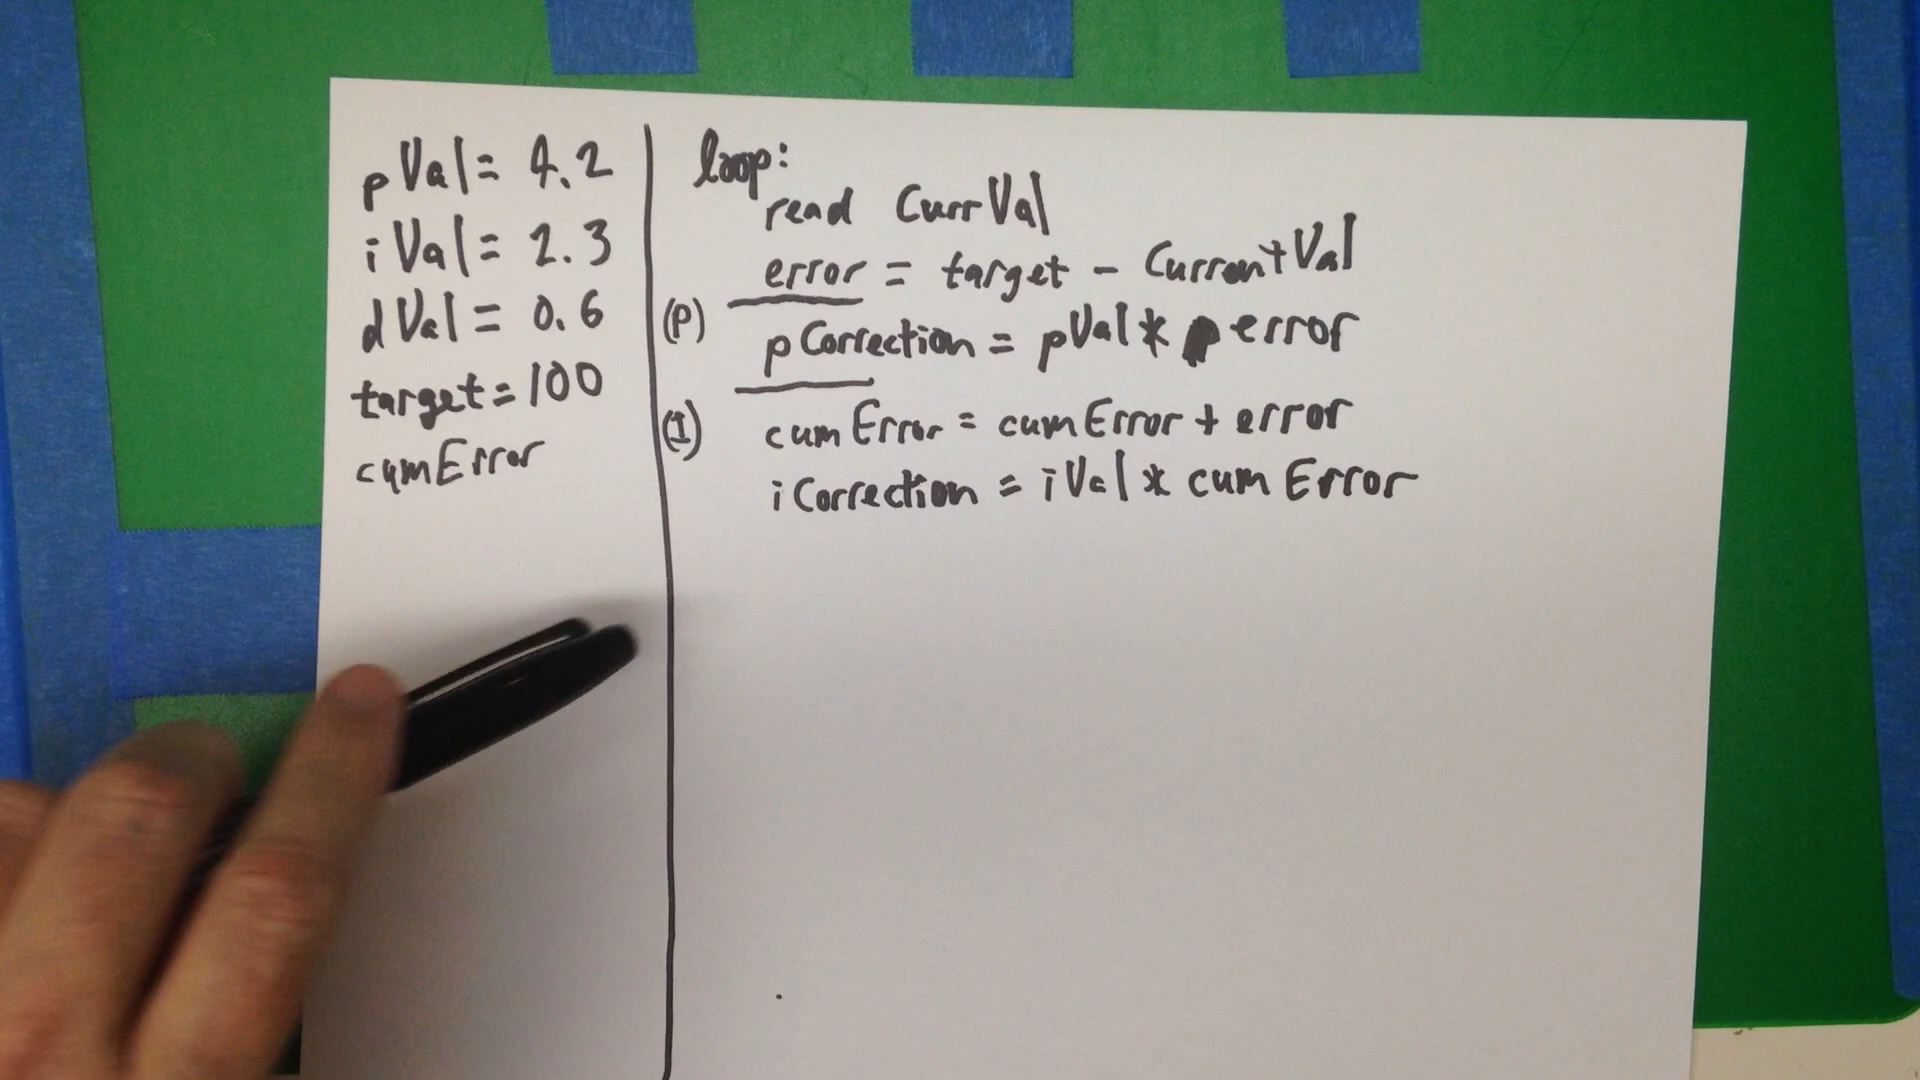 pVal = 4.2
iVal = 2.3
dVal = 0.6
target = 100
cumError
loop:
read CurrVal
error = target - CurrentVal
(P) pCorrection = pVal * error
(I) cumError = cumError + error
iCorrection = iVal * cumError